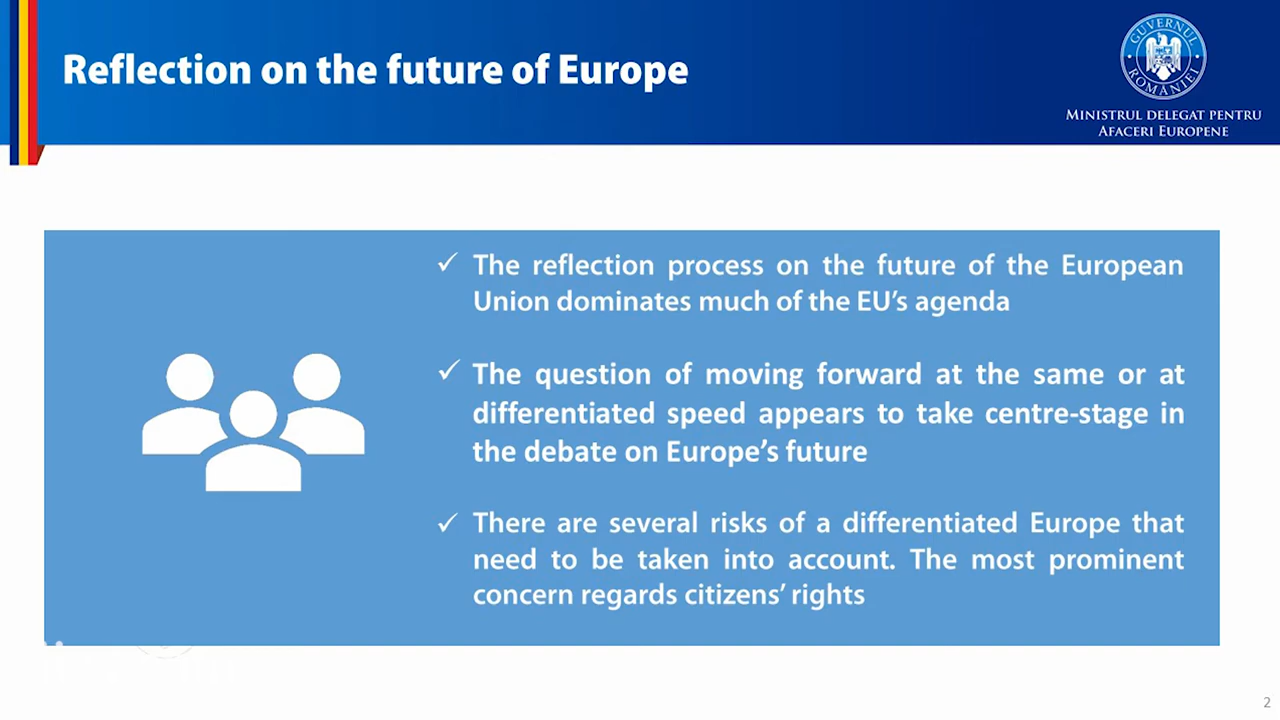 Reflection on the future of Europe
GUVERNUL
ROMÂNIEI
MINISTRUL DELEGAT PENTRU
AFACERI EUROPENE
✓ The reflection process on the future of the European
Union dominates much of the EU’s agenda
✓ The question of moving forward at the same or at
differentiated speed appears to take centre-stage in
the debate on Europe’s future
✓ There are several risks of a differentiated Europe that
need to be taken into account. The most prominent
concern regards citizens’ rights
2